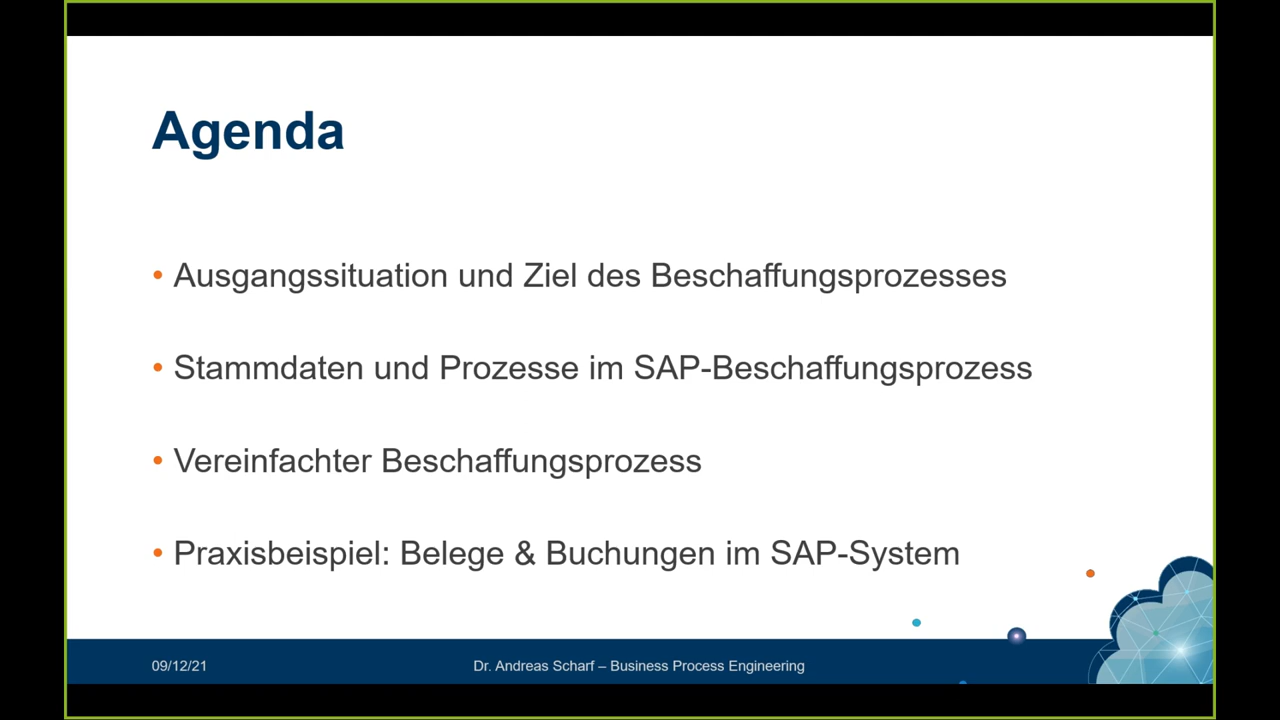 Agenda
• Ausgangssituation und Ziel des Beschaffungsprozesses
• Stammdaten und Prozesse im SAP-Beschaffungsprozess
• Vereinfachter Beschaffungsprozess
• Praxisbeispiel: Belege & Buchungen im SAP-System
09/12/21
Dr. Andreas Scharf – Business Process Engineering